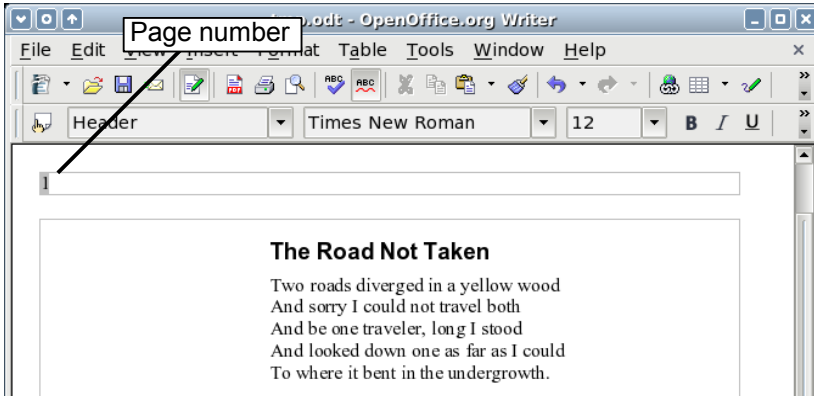 .odt - OpenOffice.org Writer
Page number
File Edit View Insert Format Table Tools Window Help
ABC ABC
Header Times New Roman 12 B I U
1
The Road Not Taken
Two roads diverged in a yellow wood
And sorry I could not travel both
And be one traveler, long I stood
And looked down one as far as I could
To where it bent in the undergrowth.